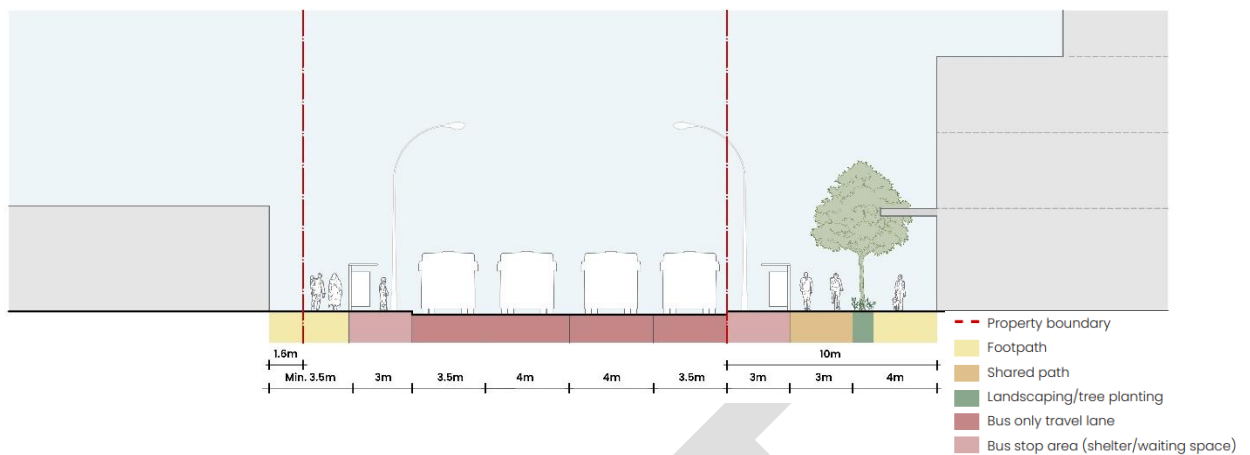 1.6m
10m
Min. 3.5m 3m 3.5m 4m 4m 3.5m 3m 3m 4m
Property boundary
Footpath
Shared path
Landscaping/tree planting
Bus only travel lane
Bus stop area (shelter/waiting space)